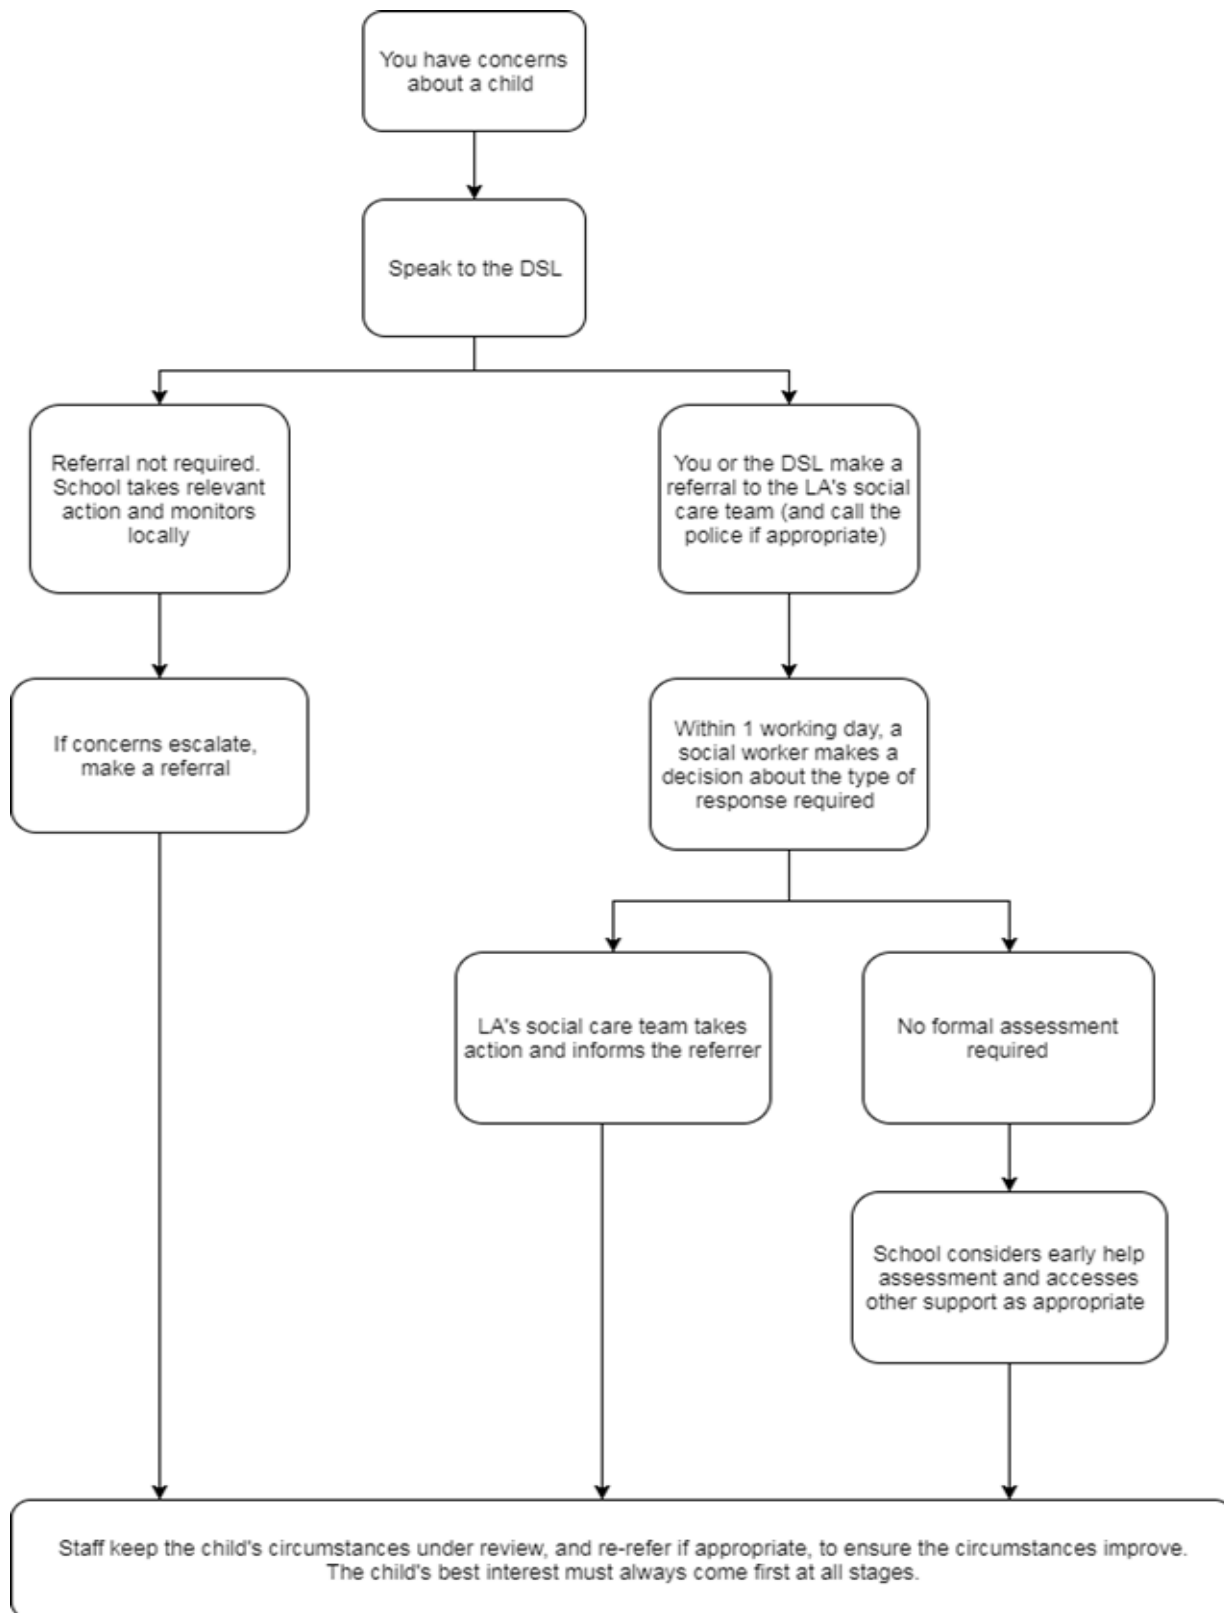 You have concerns
about a child
Speak to the DSL
Referral not required.
School takes relevant
action and monitors
locally
You or the DSL make a
referral to the LA's social
care team (and call the
police if appropriate)
If concerns escalate,
make a referral
Within 1 working day, a
social worker makes a
decision about the type of
response required
LA's social care team takes
action and informs the referrer
No formal assessment
required
School considers early help
assessment and accesses
other support as appropriate
Staff keep the child's circumstances under review, and re-refer if appropriate, to ensure the circumstances improve.
The child's best interest must always come first at all stages.